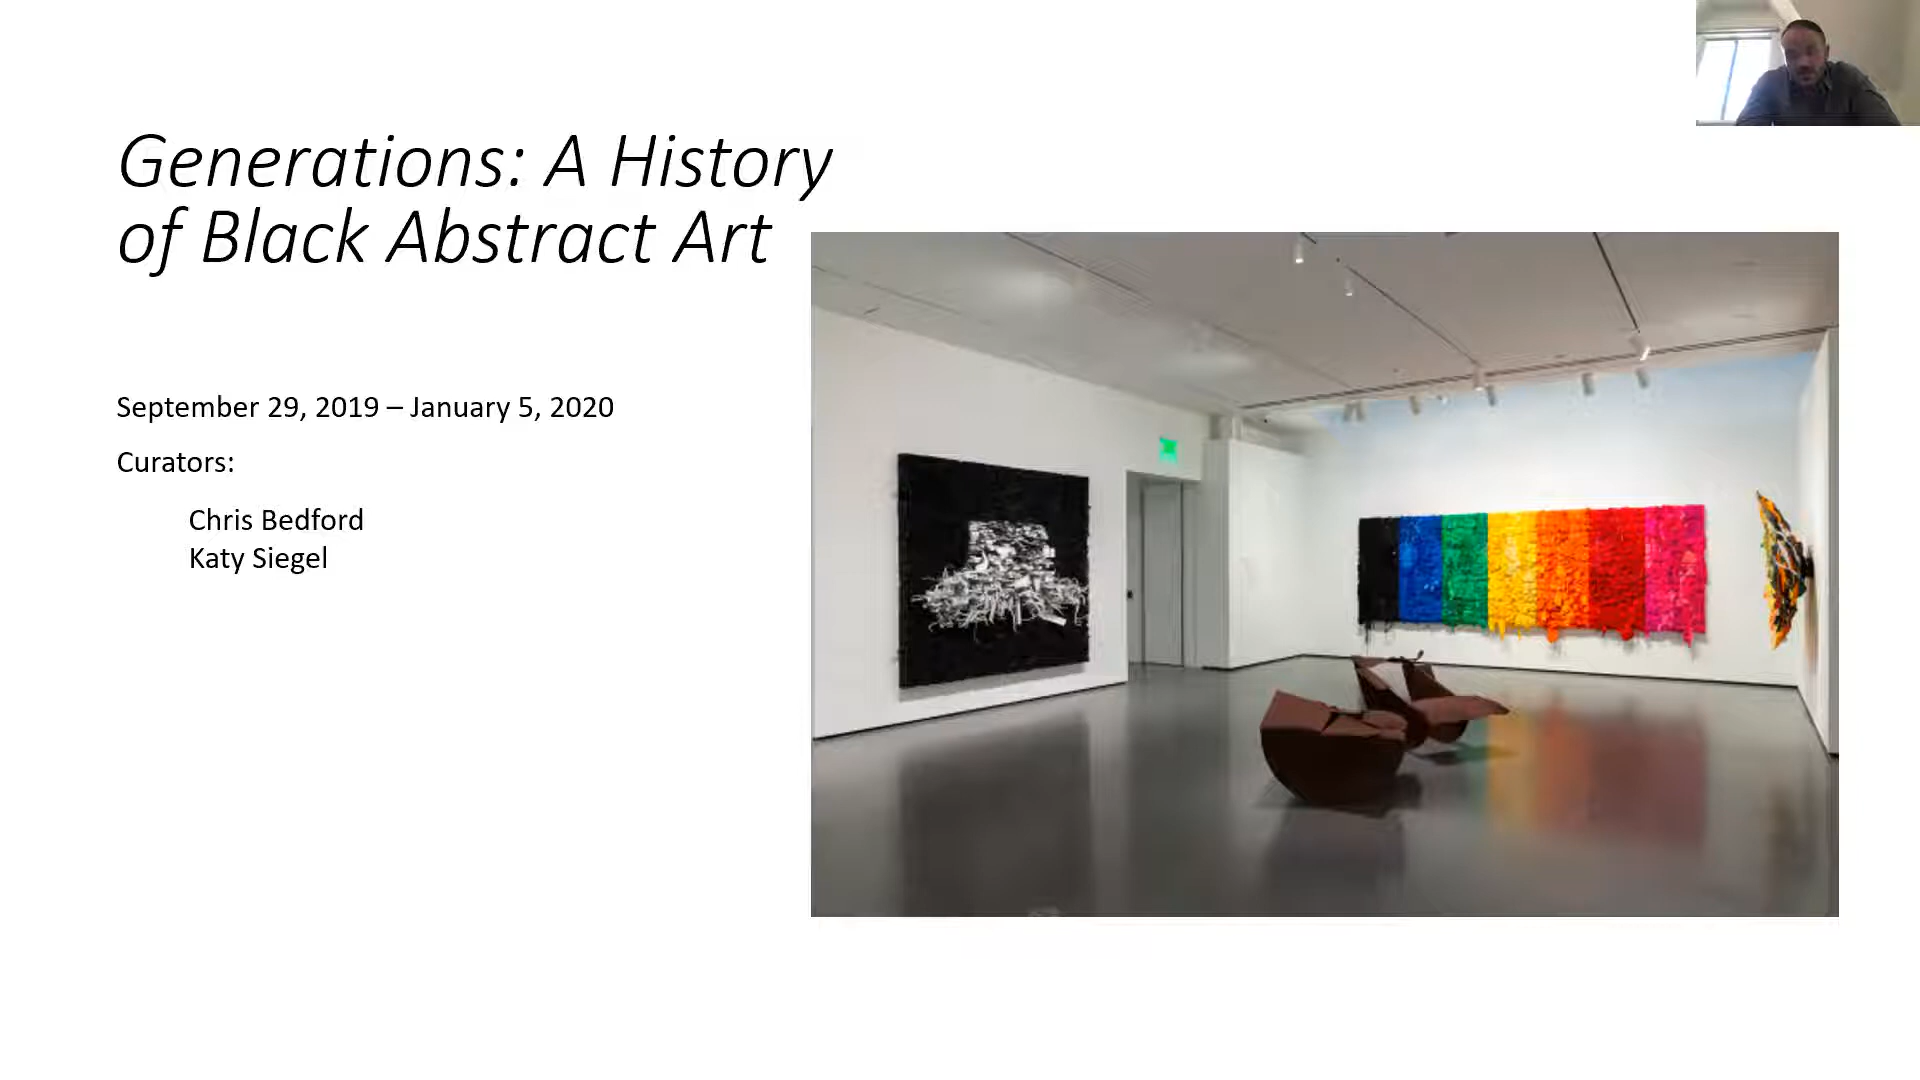 Generations: A History
of Black Abstract Art
September 29, 2019 – January 5, 2020
Curators:
Chris Bedford
Katy Siegel